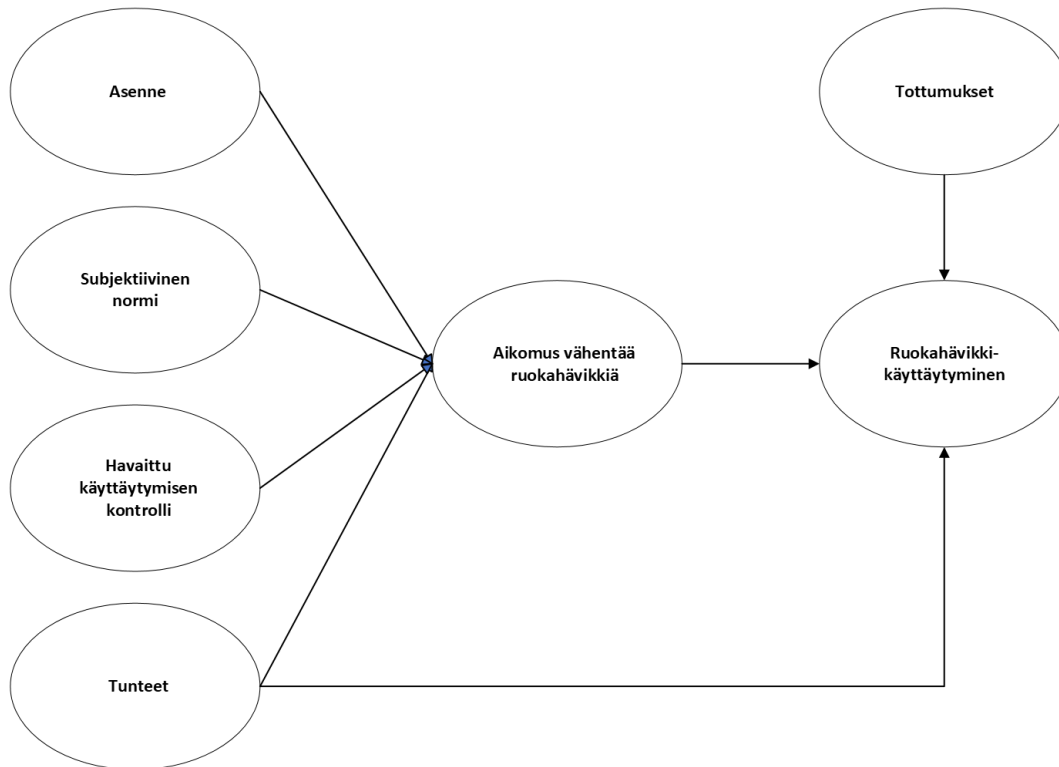 Asenne
Tottumukset
Subjektiivinen
normi
Aikomus vähentää
ruokahävikkiä
Ruokahävikki-
käyttäytyminen
Havaittu
käyttäytymisen
kontrolli
Tunteet